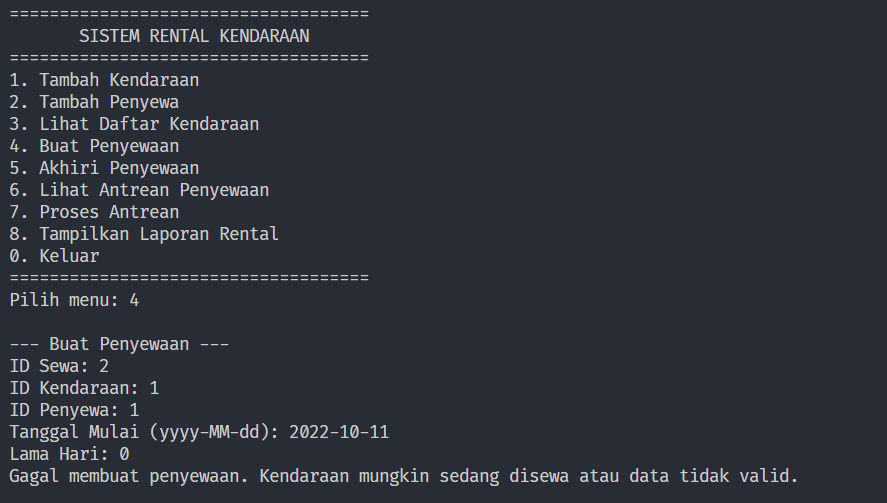 ====================================
SISTEM RENTAL KENDARAAN
====================================
1. Tambah Kendaraan
2. Tambah Penyewa
3. Lihat Daftar Kendaraan
4. Buat Penyewaan
5. Akhiri Penyewaan
6. Lihat Antrean Penyewaan
7. Proses Antrean
8. Tampilkan Laporan Rental
0. Keluar
====================================
Pilih menu: 4
--- Buat Penyewaan ---
ID Sewa: 2
ID Kendaraan: 1
ID Penyewa: 1
Tanggal Mulai (yyyy-MM-dd): 2022-10-11
Lama Hari: 0
Gagal membuat penyewaan. Kendaraan mungkin sedang disewa atau data tidak valid.